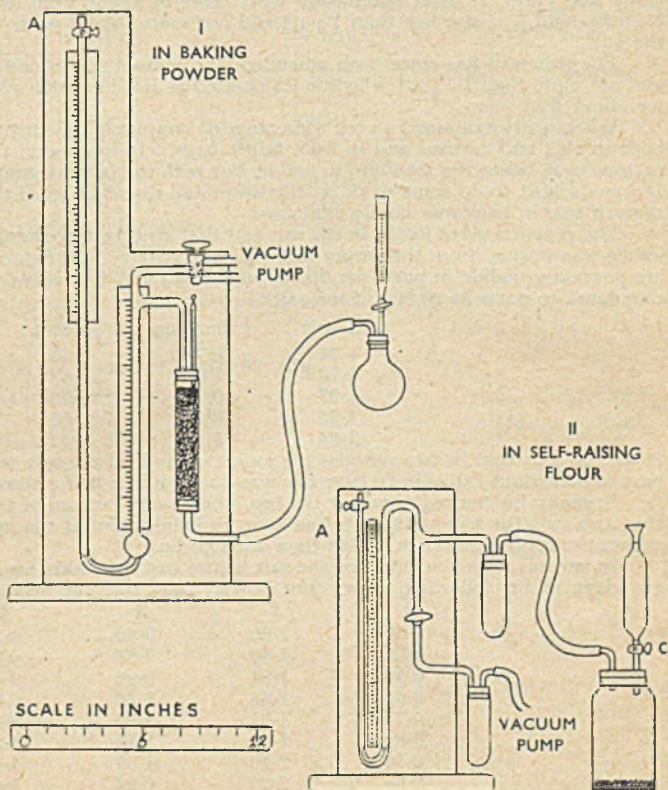 A
I
IN BAKING
POWDER
VACUUM
PUMP
II
IN SELF-RAISING
FLOUR
A
C
VACUUM
PUMP
SCALE IN INCHES
0 6 12